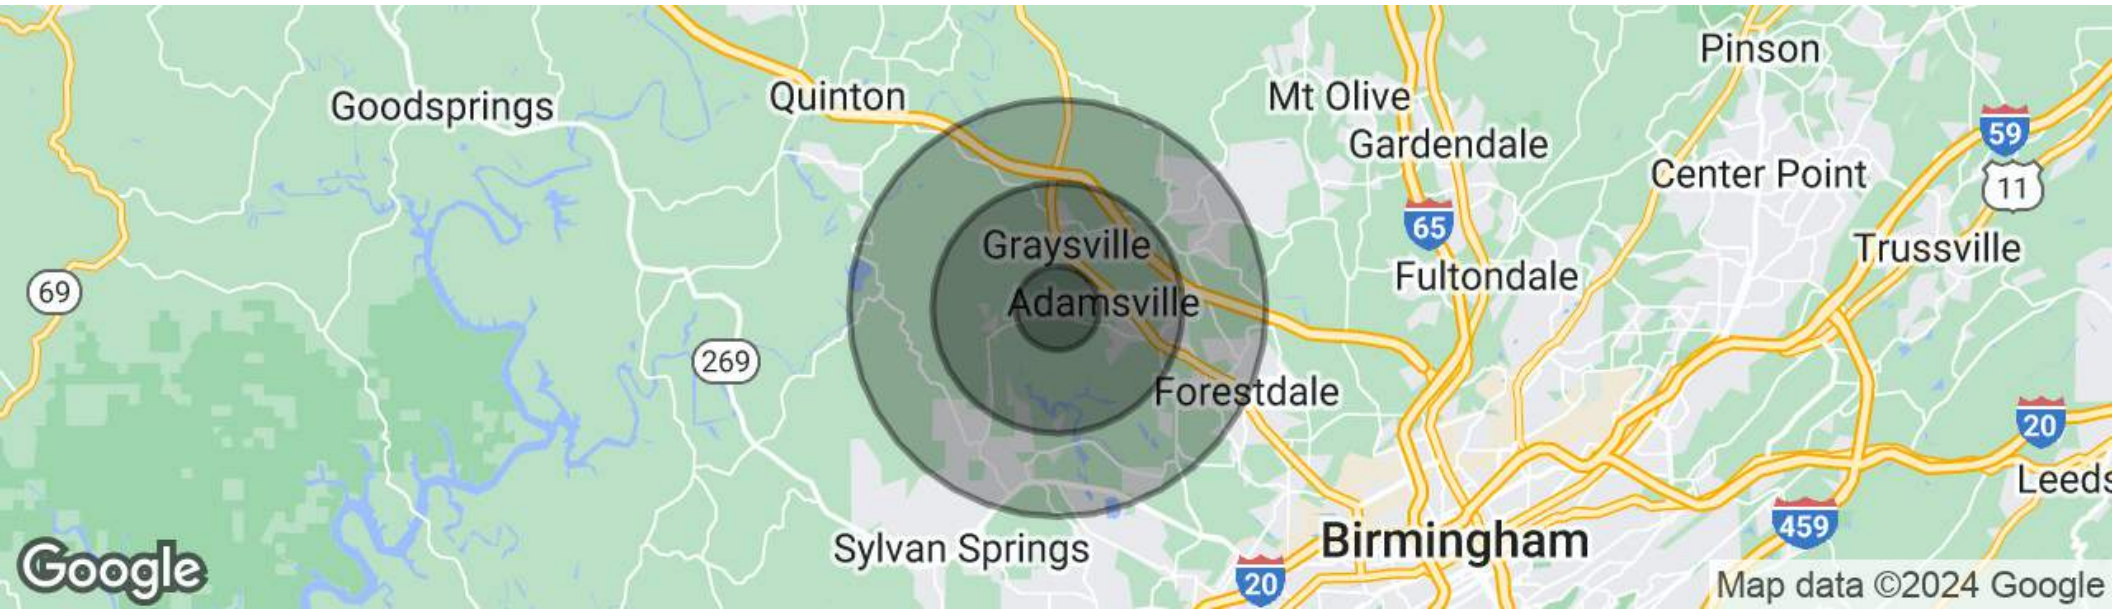 Pinson
Quinton
Mt Olive
Goodsprings
59
Gardendale
Center Point
11
65
Graysville
Trussville
Fultondale
69
Adamsville
269
Forestdale
20
Leeds
459
Birmingham
Sylvan Springs
20
Google
Map data ©2024 Google